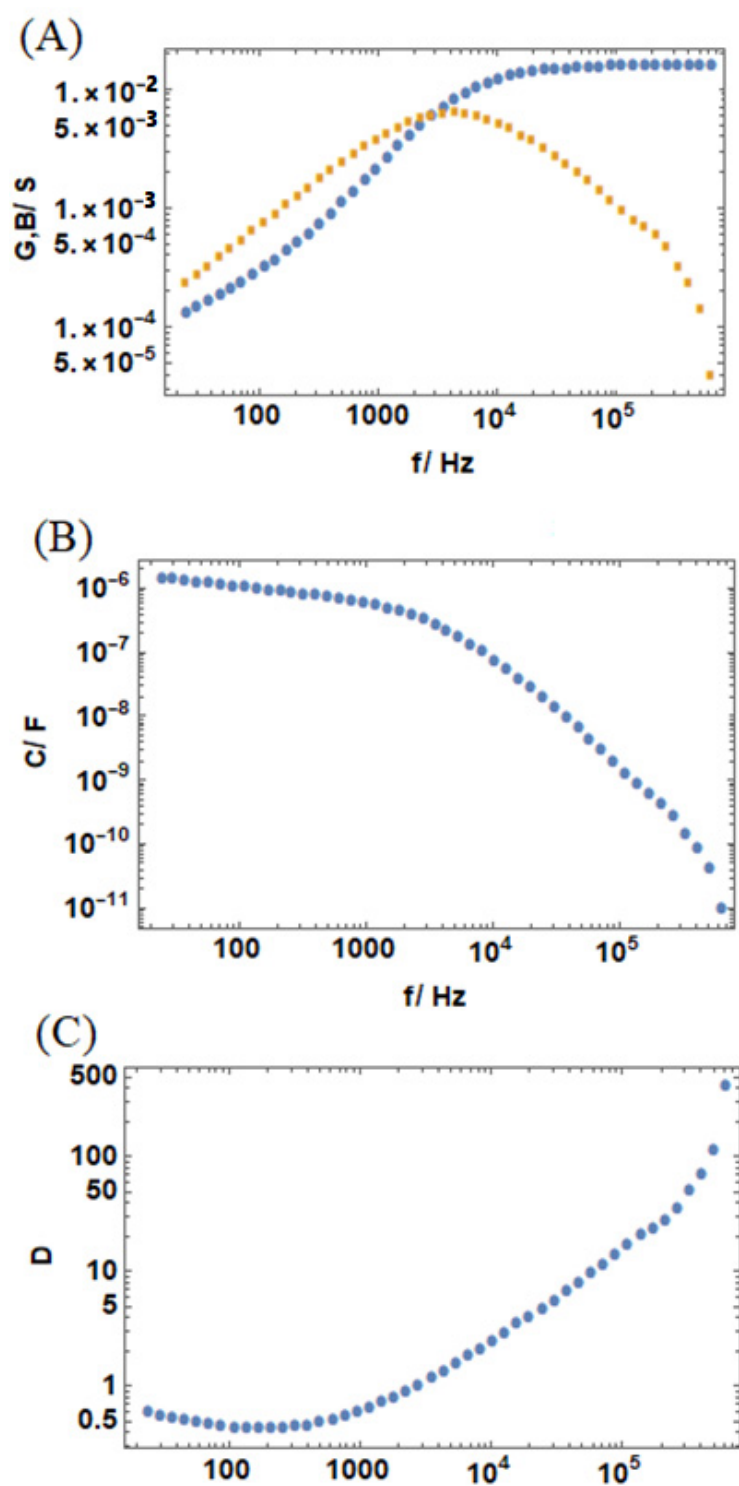 (A)
1.×10⁻²
5.×10⁻³
1.×10⁻³
5.×10⁻⁴
1.×10⁻⁴
5.×10⁻⁵
G,B/ S
100 1000 10⁴ 10⁵
f/ Hz
(B)
10⁻⁶
10⁻⁷
10⁻⁸
10⁻⁹
10⁻¹⁰
10⁻¹¹
C/ F
100 1000 10⁴ 10⁵
f/ Hz
(C)
500
100
50
10
5
1
0.5
D
100 1000 10⁴ 10⁵